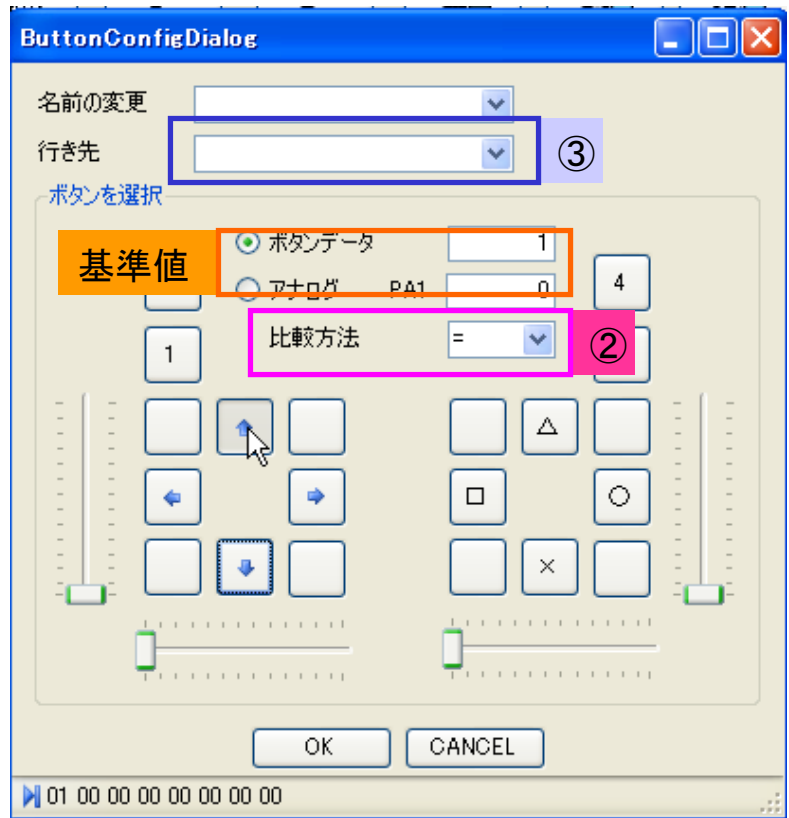 ButtonConfigDialog
名前の変更
行き先
③
ボタンを選択
基準値
ボタンデータ 1
アナログ PA1 0
4
1
比較方法 =
②
△
□ ○
×
OK CANCEL
01 00 00 00 00 00 00 00